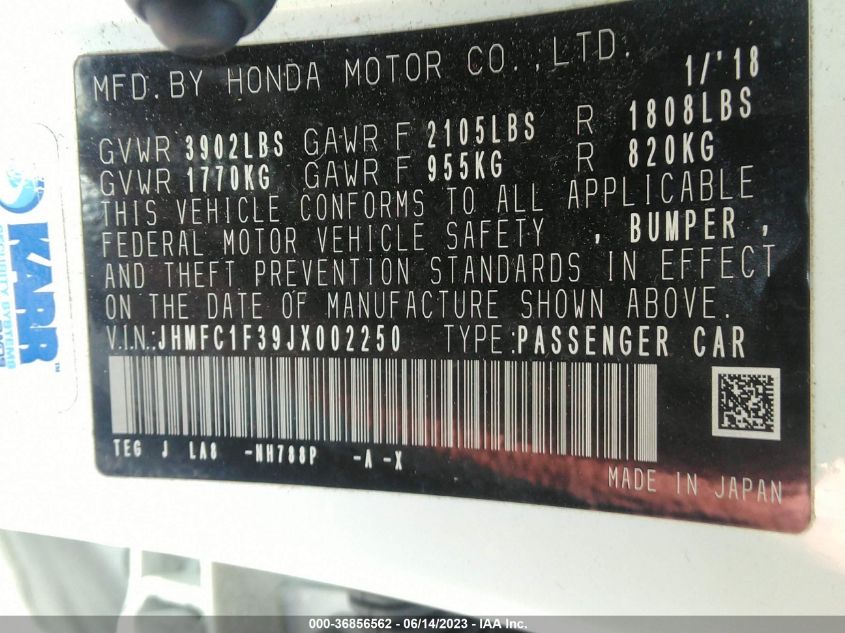 MFD. BY HONDA MOTOR CO.,LTD. 1/'18
GVWR 3902LBS GAWR F 2105LBS R 1808LBS
GVWR 1770KG GAWR F 955KG R 820KG
THIS VEHICLE CONFORMS TO ALL APPLICABLE
FEDERAL MOTOR VEHICLE SAFETY , BUMPER ,
AND THEFT PREVENTION STANDARDS IN EFFECT
ON THE DATE OF MANUFACTURE SHOWN ABOVE.
V.I.N.:JHMFC1F39JX002250 TYPE:PASSENGER CAR
TEG J LA8 -NH788P -A -X
MADE IN JAPAN
KARR™
SECURITY SYSTEMS
000-36856562 - 06/14/2023 - IAA Inc.